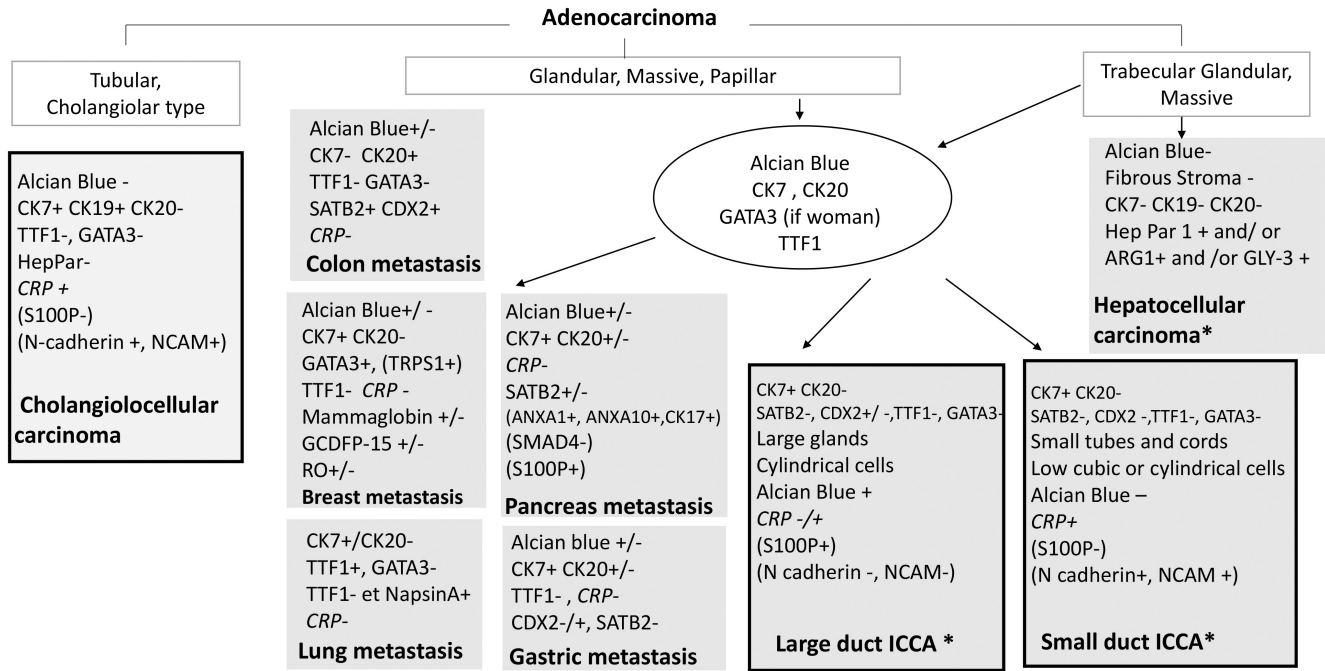 Adenocarcinoma
Tubular,
Cholangiolar type
Glandular, Massive, Papillar
Trabecular Glandular,
Massive
Alcian Blue -
CK7+ CK19+ CK20-
TTF1-, GATA3-
HepPar-
CRP +
(S100P-)
(N-cadherin +, NCAM+)
Cholangiolocellular
carcinoma
Alcian Blue+/-
CK7- CK20+
TTF1- GATA3-
SATB2+ CDX2+
CRP-
Colon metastasis
Alcian Blue
CK7 , CK20
GATA3 (if woman)
TTF1
Alcian Blue-
Fibrous Stroma -
CK7- CK19- CK20-
Hep Par 1 + and/ or
ARG1+ and /or GLY-3 +
Hepatocellular
carcinoma*
Alcian Blue+/ -
CK7+ CK20-
GATA3+, (TRPS1+)
TTF1- CRP -
Mammaglobin +/-
GCDFP-15 +/-
RO+/-
Breast metastasis
Alcian Blue+/-
CK7+ CK20+/-
CRP-
SATB2+/-
(ANXA1+, ANXA10+,CK17+)
(SMAD4-)
(S100P+)
Pancreas metastasis
CK7+/CK20-
TTF1+, GATA3-
TTF1- et NapsinA+
CRP-
Lung metastasis
Alcian blue +/-
CK7+ CK20+/-
TTF1- , CRP-
CDX2-/+, SATB2-
Gastric metastasis
CK7+ CK20-
SATB2-, CDX2+/ -,TTF1-, GATA3-
Large glands
Cylindrical cells
Alcian Blue +
CRP -/+
(S100P+)
(N cadherin -, NCAM-)
Large duct ICCA *
CK7+ CK20-
SATB2-, CDX2 -,TTF1-, GATA3-
Small tubes and cords
Low cubic or cylindrical cells
Alcian Blue –
CRP+
(S100P-)
(N cadherin+, NCAM +)
Small duct ICCA*